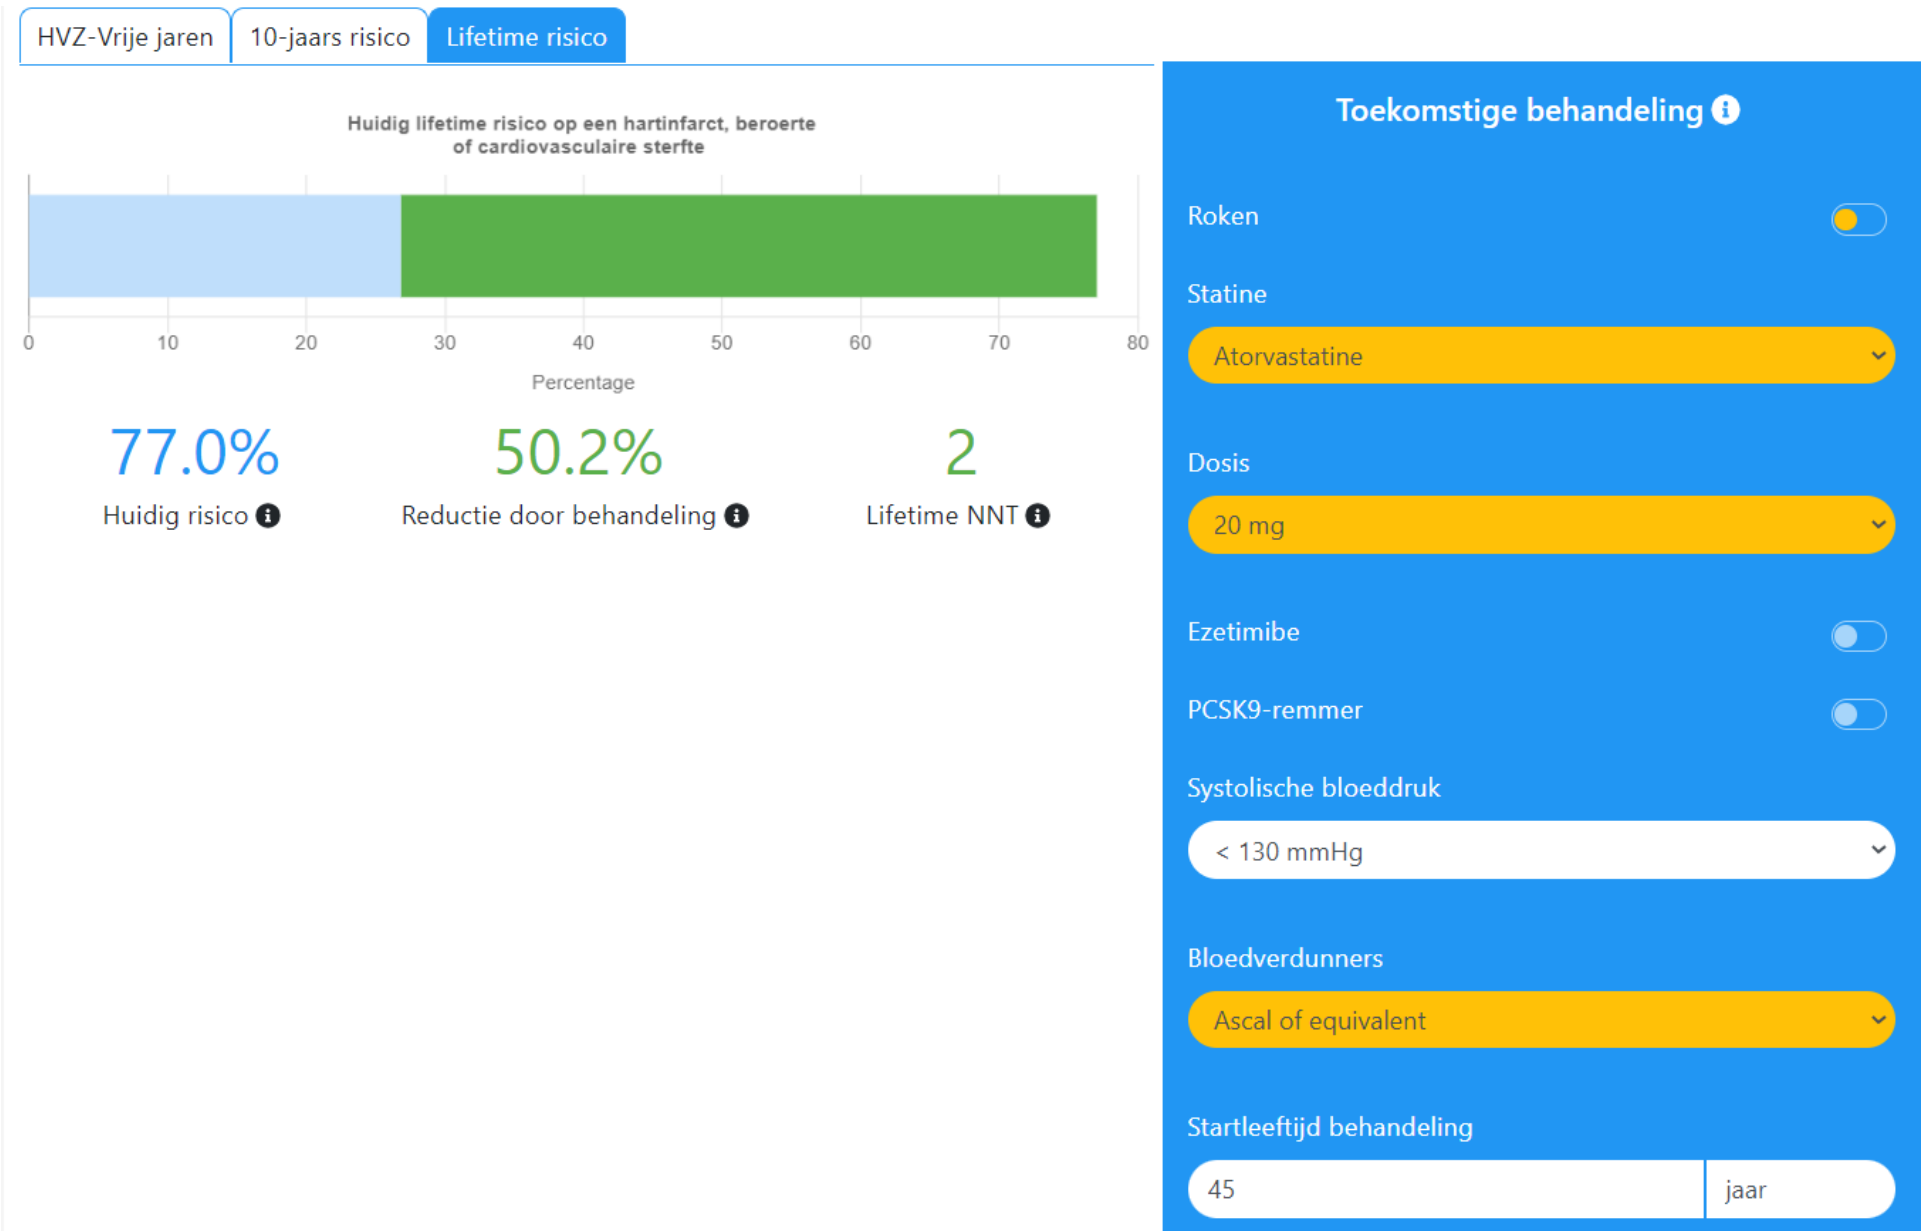 HVZ-Vrije jaren
10-jaars risico
Lifetime risico
Huidig lifetime risico op een hartinfarct, beroerte
of cardiovasculaire sterfte
0 10 20 30 40 50 60 70 80
Percentage
77.0%
Huidig risico
50.2%
Reductie door behandeling
2
Lifetime NNT
Toekomstige behandeling
Roken
Statine
Atorvastatine
Dosis
20 mg
Ezetimibe
PCSK9-remmer
Systolische bloeddruk
< 130 mmHg
Bloedverdunners
Ascal of equivalent
Startleeftijd behandeling
45 jaar